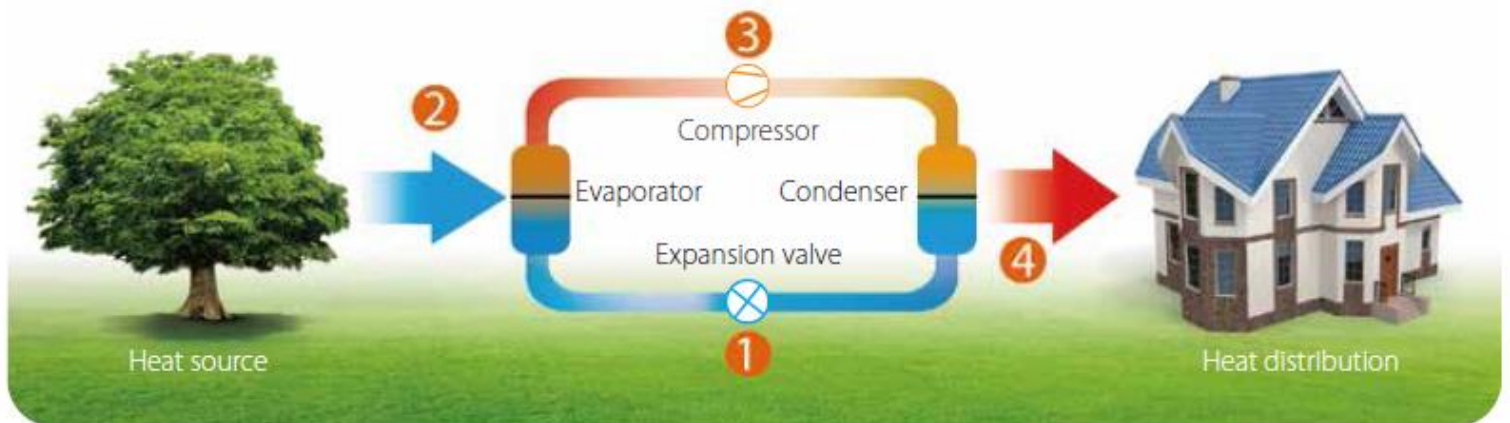 3
2
Compressor
Evaporator
Condenser
Expansion valve
4
1
Heat source
Heat distribution